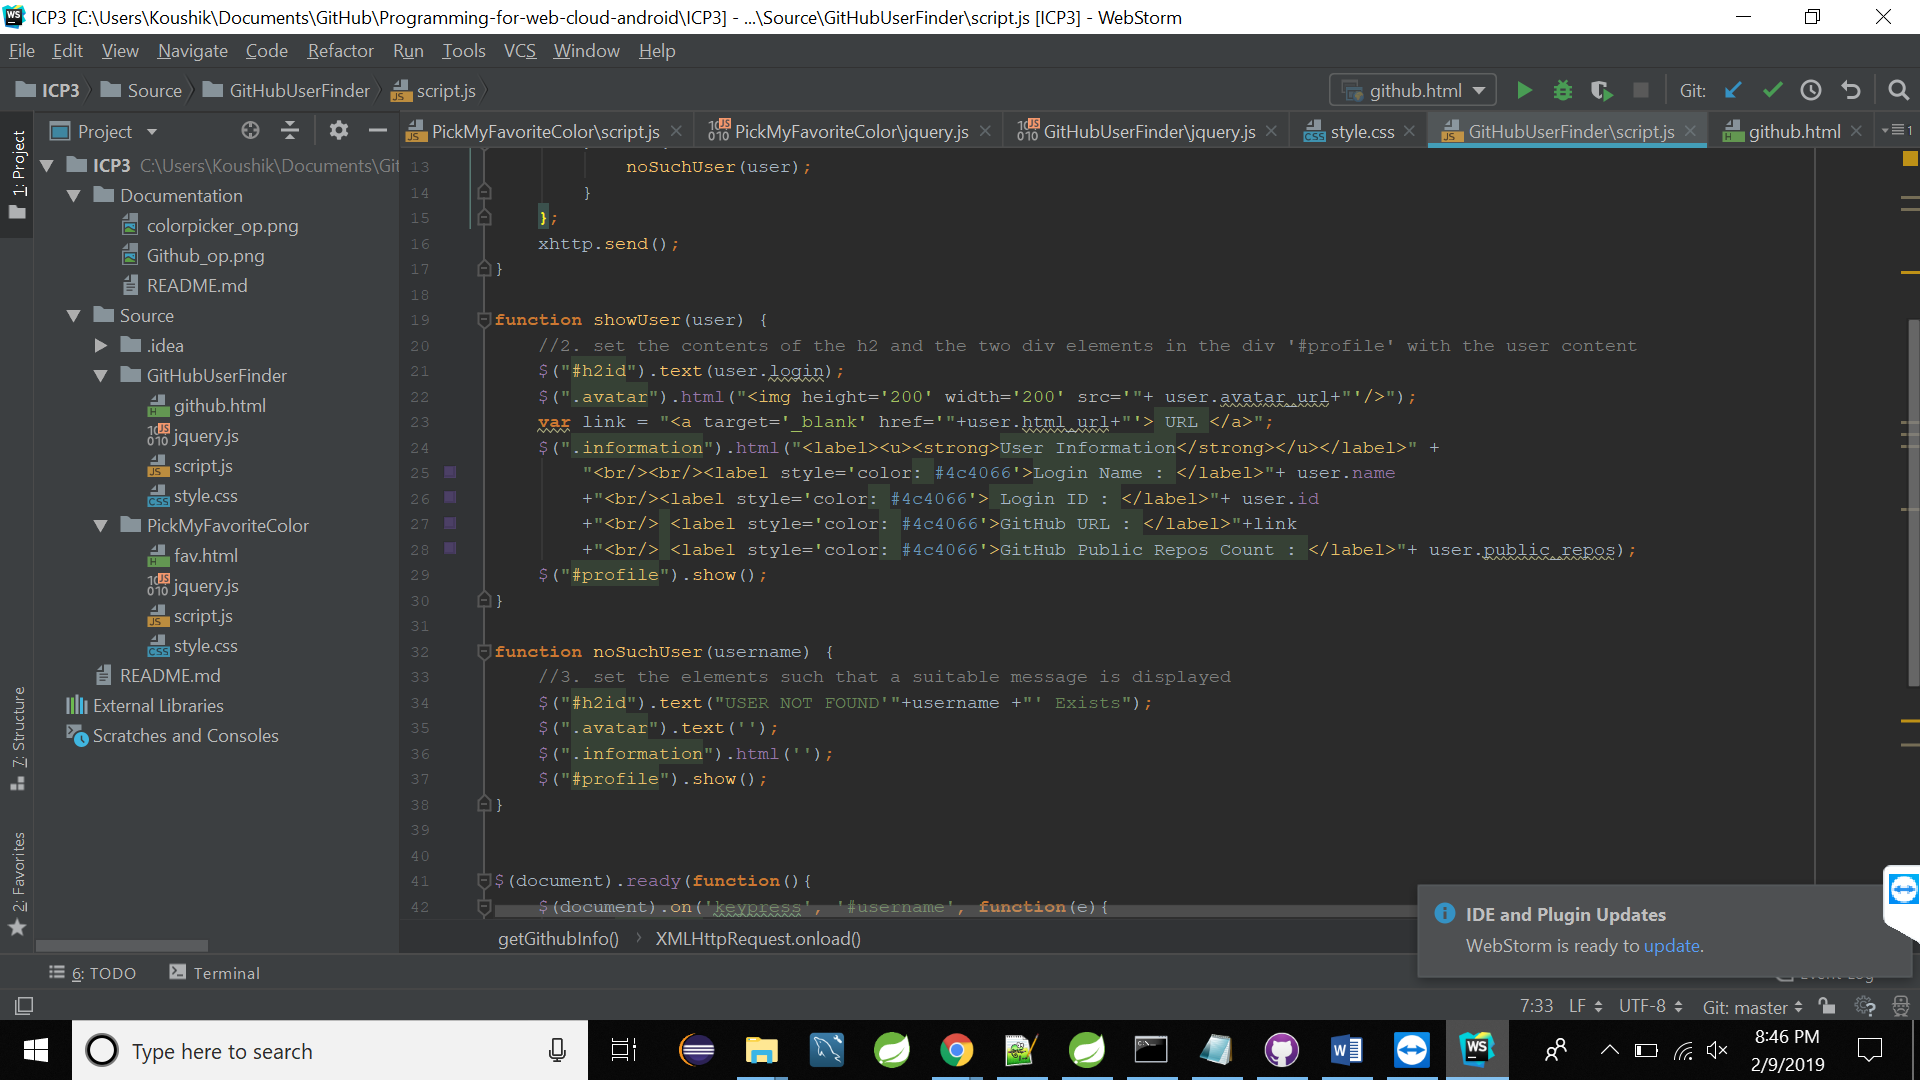 ICP3 [C:\Users\Koushik\Documents\GitHub\Programming-for-web-cloud-android\ICP3] - ...\Source\GitHubUserFinder\script.js [ICP3] - WebStorm
File Edit View Navigate Code Refactor Run Tools VCS Window Help
ICP3 Source GitHubUserFinder script.js github.html Git:
1: Project
Project
PickMyFavoriteColor\script.js PickMyFavoriteColor\jquery.js GitHubUserFinder\jquery.js style.css GitHubUserFinder\script.js github.html 1
ICP3 C:\Users\Koushik\Documents\Git
Documentation
colorpicker_op.png
Github_op.png
README.md
Source
.idea
GitHubUserFinder
github.html
jquery.js
script.js
style.css
PickMyFavoriteColor
fav.html
jquery.js
script.js
style.css
README.md
External Libraries
Scratches and Consoles
7: Structure
2: Favorites
13 noSuchUser(user);
14 }
15 };
16 xhttp.send();
17 }
18
19 function showUser(user) {
20 //2. set the contents of the h2 and the two div elements in the div '#profile' with the user content
21 $("#h2id").text(user.login);
22 $(".avatar").html("<img height='200' width='200' src='"+ user.avatar_url+"'/>");
23 var link = "<a target='_blank' href='"+user.html_url+"'> URL </a>";
24 $(".information").html("<label><u><strong>User Information</strong></u></label>" +
25 "<br/><br/><label style='color: #4c4066'>Login Name : </label>"+ user.name
26 +"<br/><label style='color: #4c4066'> Login ID : </label>"+ user.id
27 +"<br/> <label style='color: #4c4066'>GitHub URL : </label>"+link
28 +"<br/> <label style='color: #4c4066'>GitHub Public Repos Count : </label>"+ user.public_repos);
29 $("#profile").show();
30 }
31
32 function noSuchUser(username) {
33 //3. set the elements such that a suitable message is displayed
34 $("#h2id").text("USER NOT FOUND'"+username +"' Exists");
35 $(".avatar").text('');
36 $(".information").html('');
37 $("#profile").show();
38 }
39
40
41 $(document).ready(function(){
42 $(document).on('keypress', '#username', function(e){
getGithubInfo() XMLHttpRequest.onload()
IDE and Plugin Updates
WebStorm is ready to update.
6: TODO Terminal Event Log
7:33 LF UTF-8 Git: master
Type here to search
8:46 PM
2/9/2019